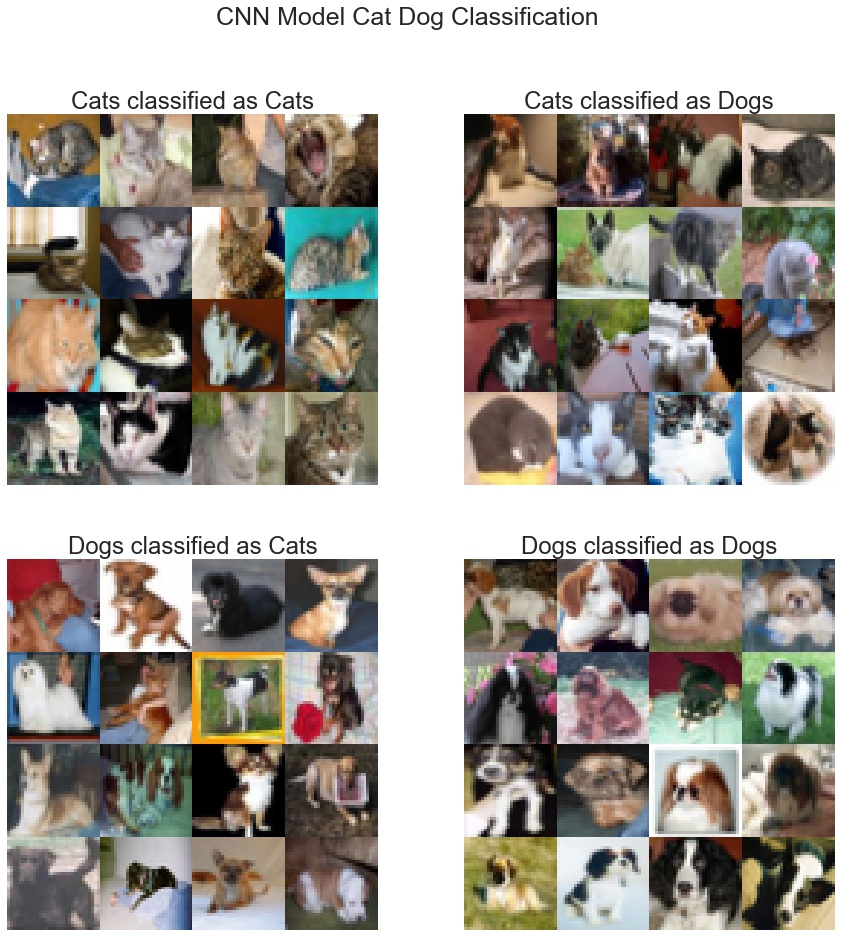 CNN Model Cat Dog Classification
Cats classified as Cats
Cats classified as Dogs
Dogs classified as Cats
Dogs classified as Dogs